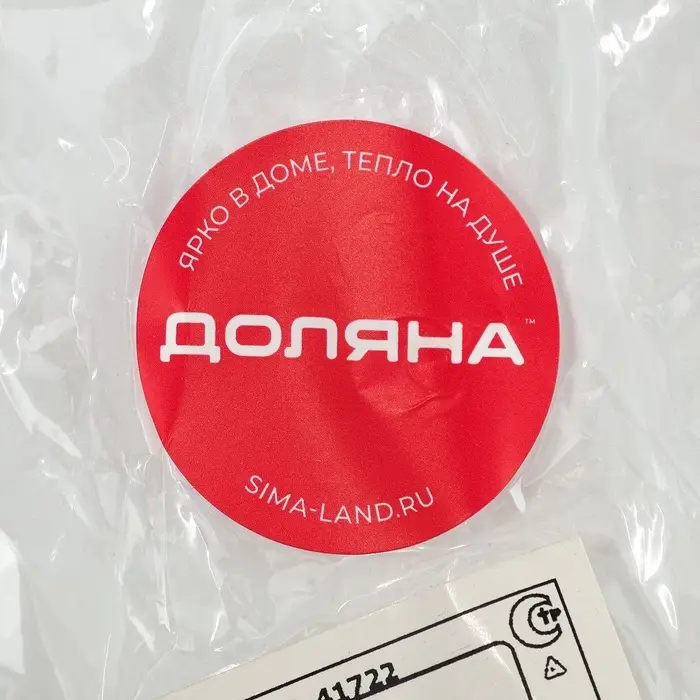 ЯРКО В ДОМЕ, ТЕПЛО НА ДУШЕ
ДОЛЯНА™
SIMA-LAND.RU
41722